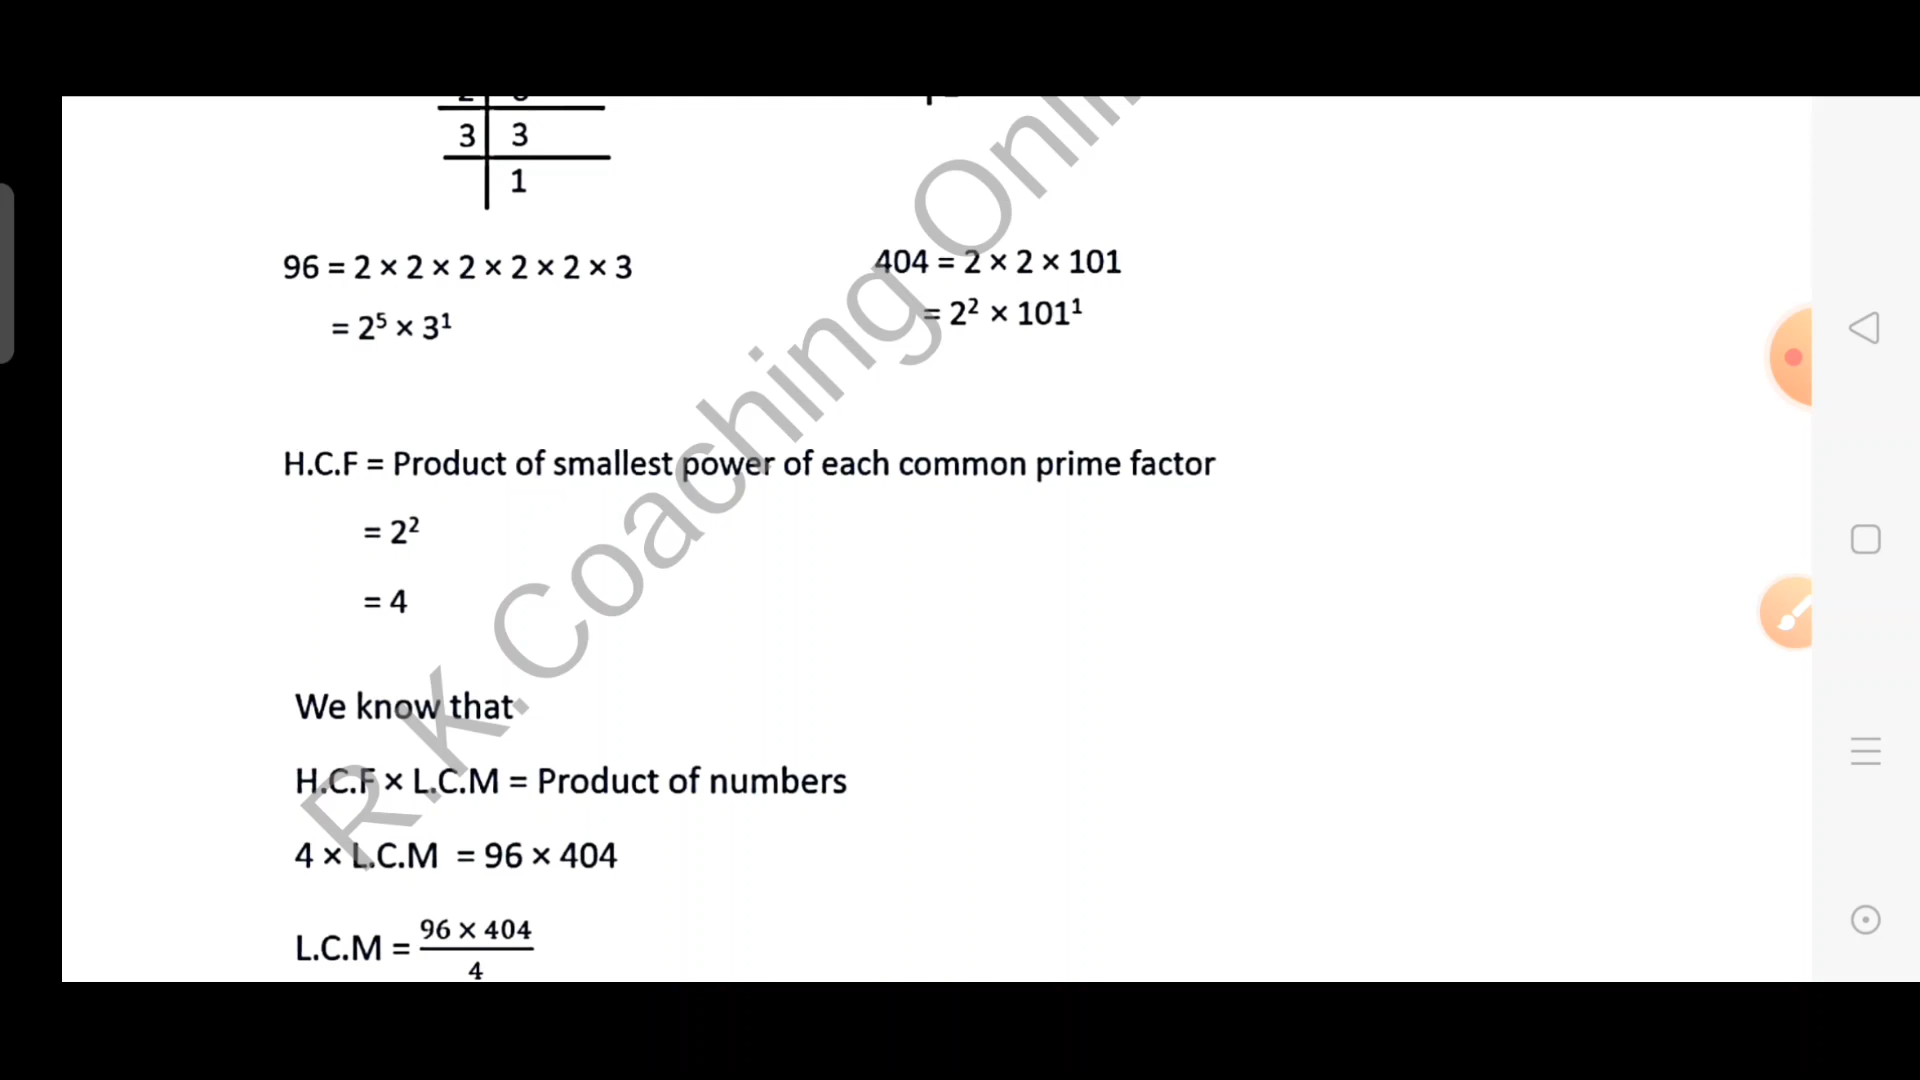 3 3
1
96 = 2 × 2 × 2 × 2 × 2 × 3
= 2⁵ × 3¹
404 = 2 × 2 × 101
= 2² × 101¹
H.C.F = Product of smallest power of each common prime factor
= 2²
= 4
We know that
H.C.F × L.C.M = Product of numbers
4 × L.C.M = 96 × 404
L.C.M = 96 × 404 / 4
R.K.Coaching Onli